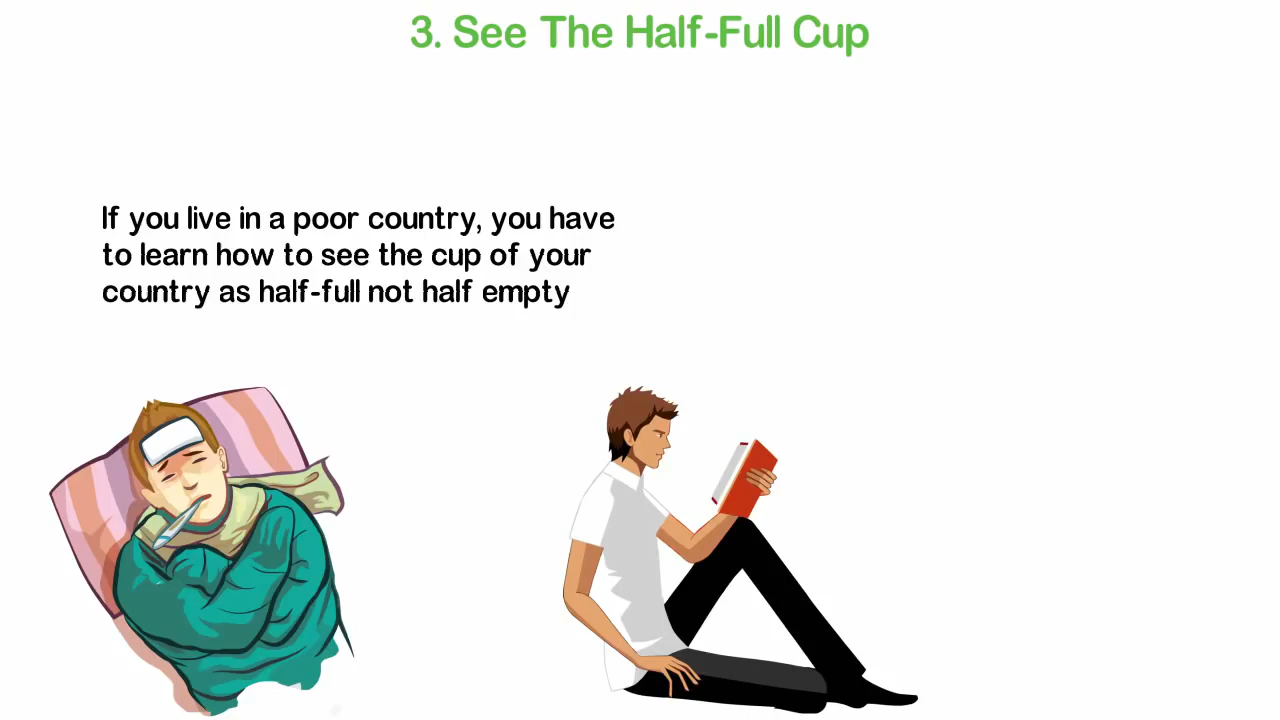 3. See The Half-Full Cup
If you live in a poor country, you have
to learn how to see the cup of your
country as half-full not half empty